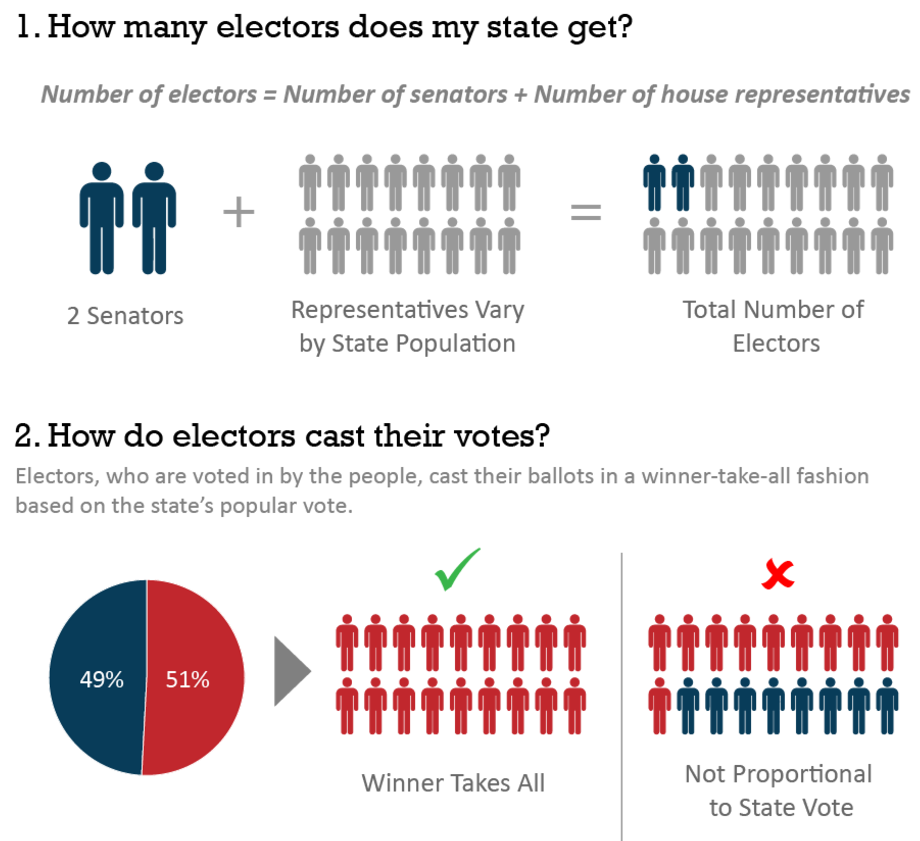 1. How many electors does my state get?
Number of electors = Number of senators + Number of house representatives
+
=
2 Senators
Representatives Vary
by State Population
Total Number of
Electors
2. How do electors cast their votes?
Electors, who are voted in by the people, cast their ballots in a winner-take-all fashion
based on the state’s popular vote.
49%
51%
Winner Takes All
Not Proportional
to State Vote